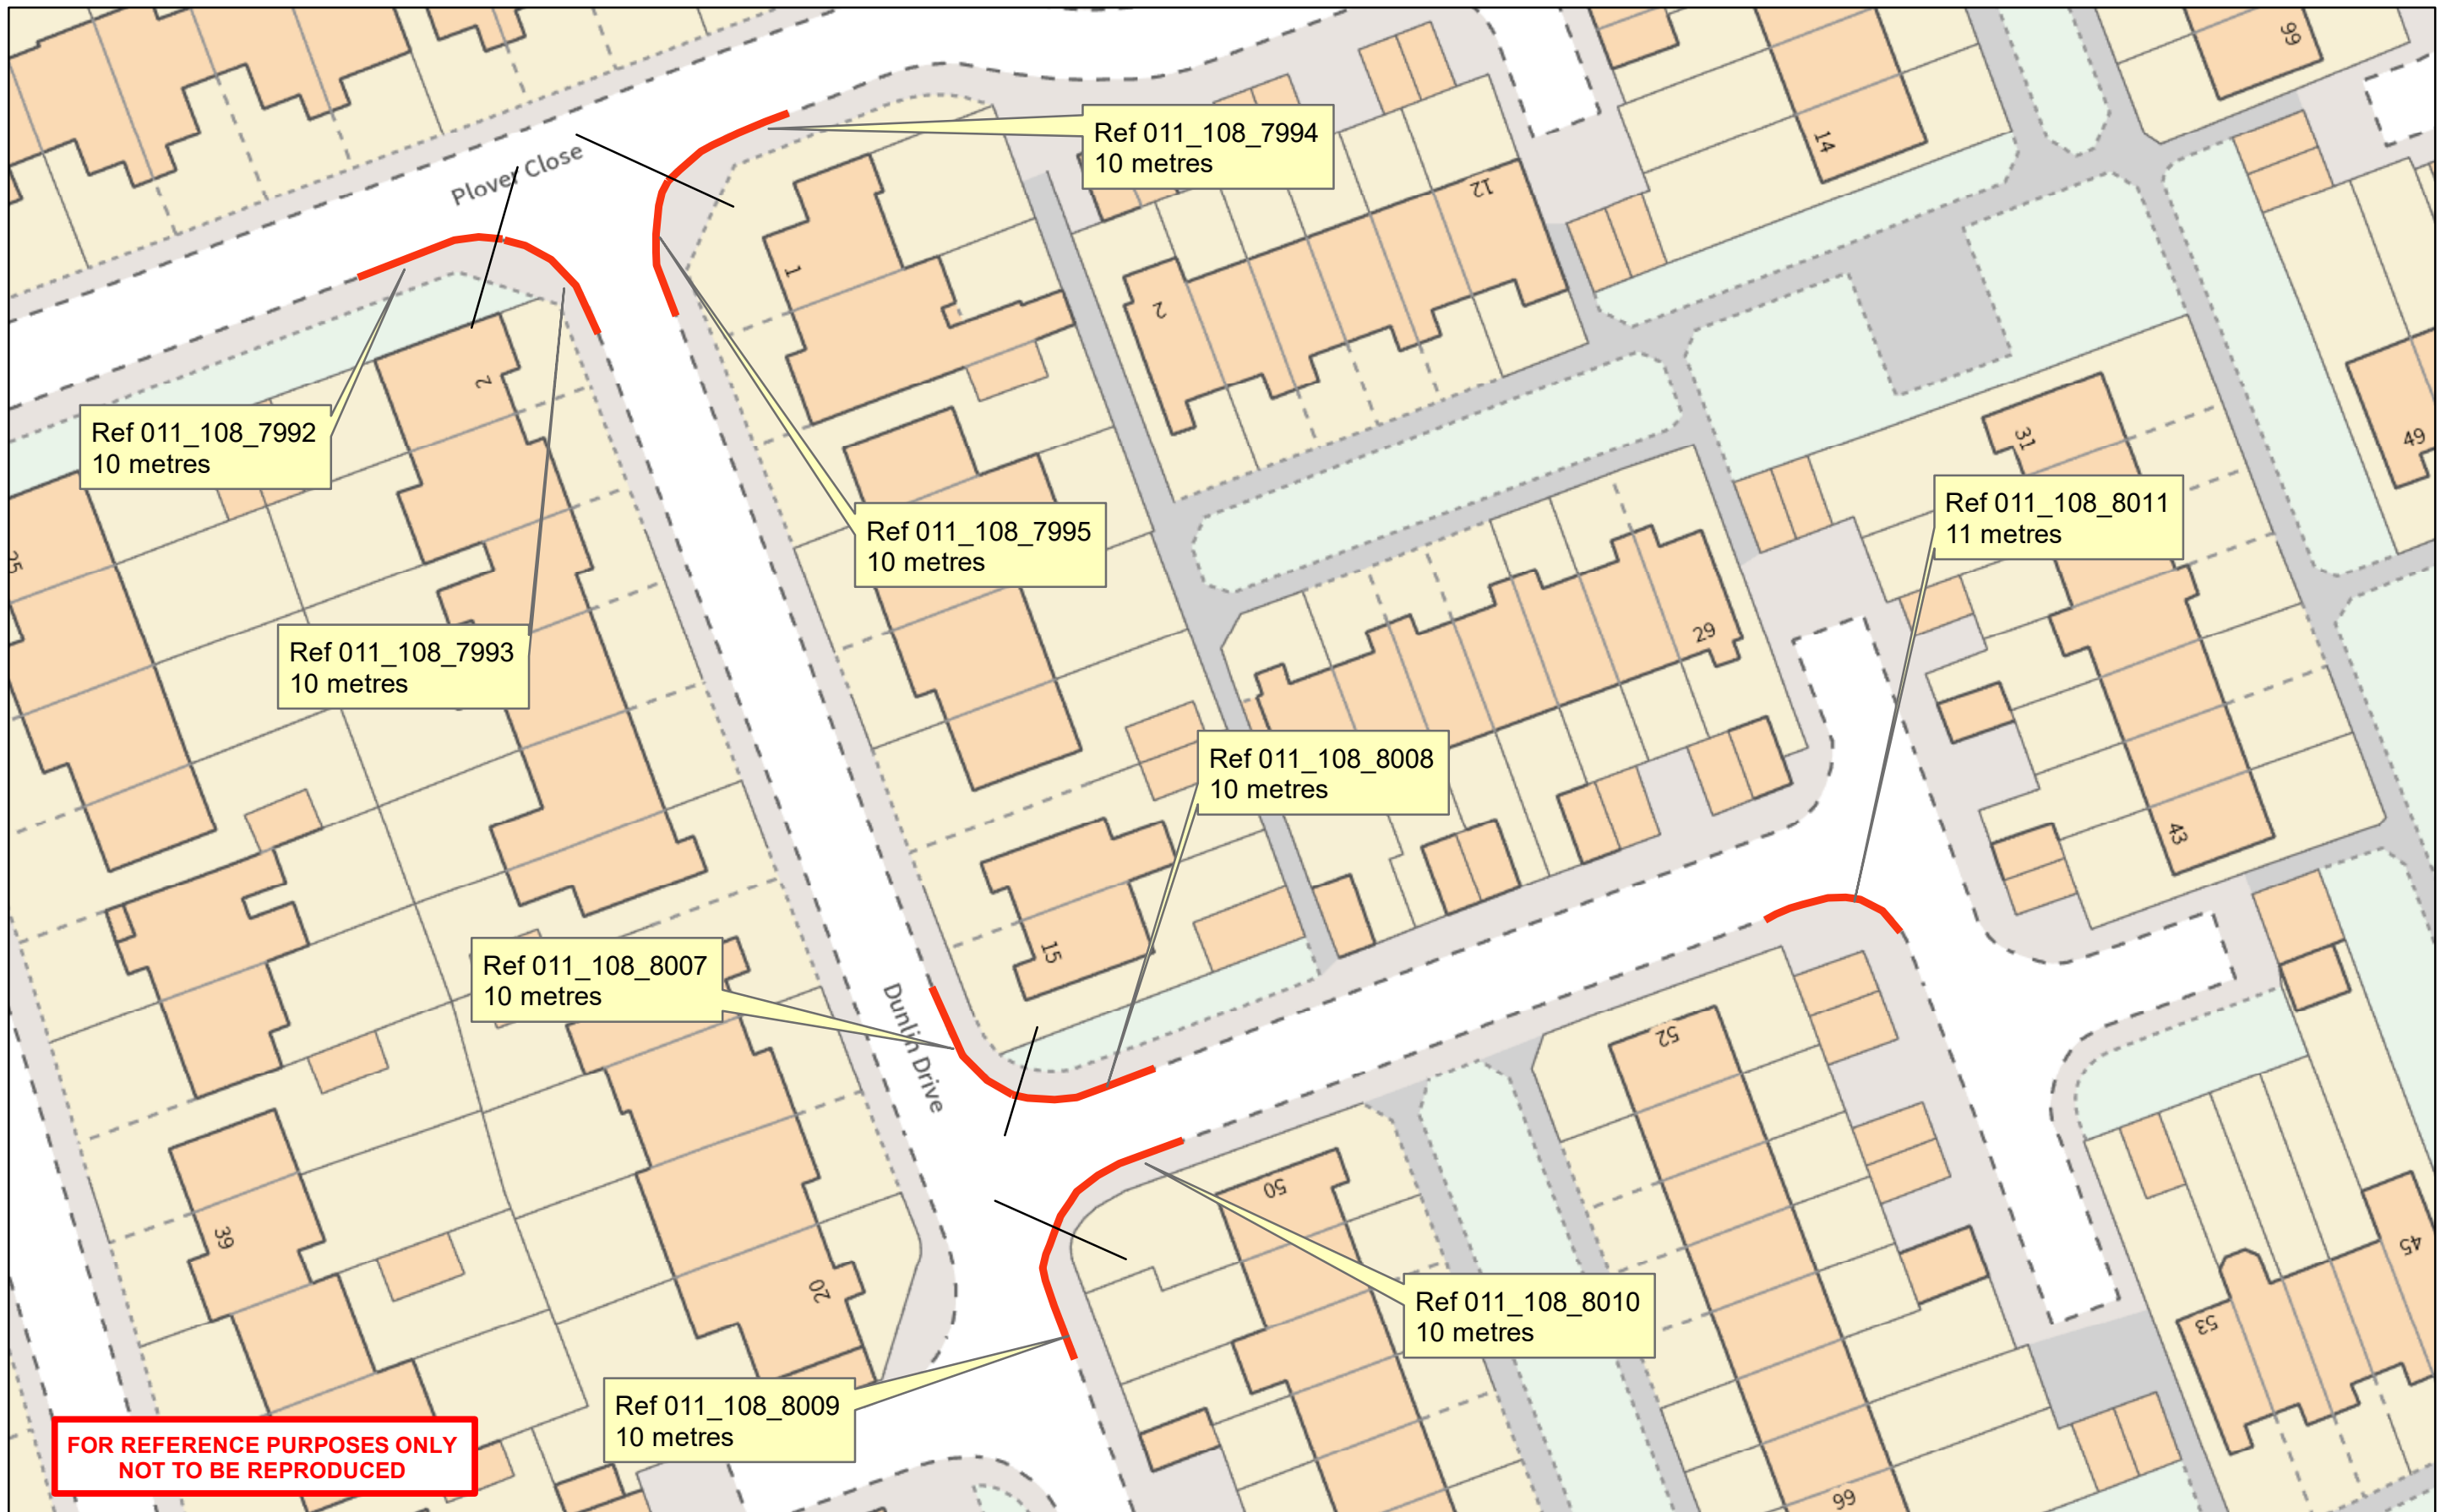 66
Ref 011_108_7994
10 metres
14
Plover Close
12
1
2
2
Ref 011_108_7992
10 metres
31
49
Ref 011_108_8011
11 metres
Ref 011_108_7995
10 metres
25
29
Ref 011_108_7993
10 metres
Ref 011_108_8008
10 metres
43
15
Ref 011_108_8007
10 metres
Dunlin Drive
52
50
39
20
45
Ref 011_108_8010
10 metres
53
Ref 011_108_8009
10 metres
FOR REFERENCE PURPOSES ONLY
NOT TO BE REPRODUCED
66